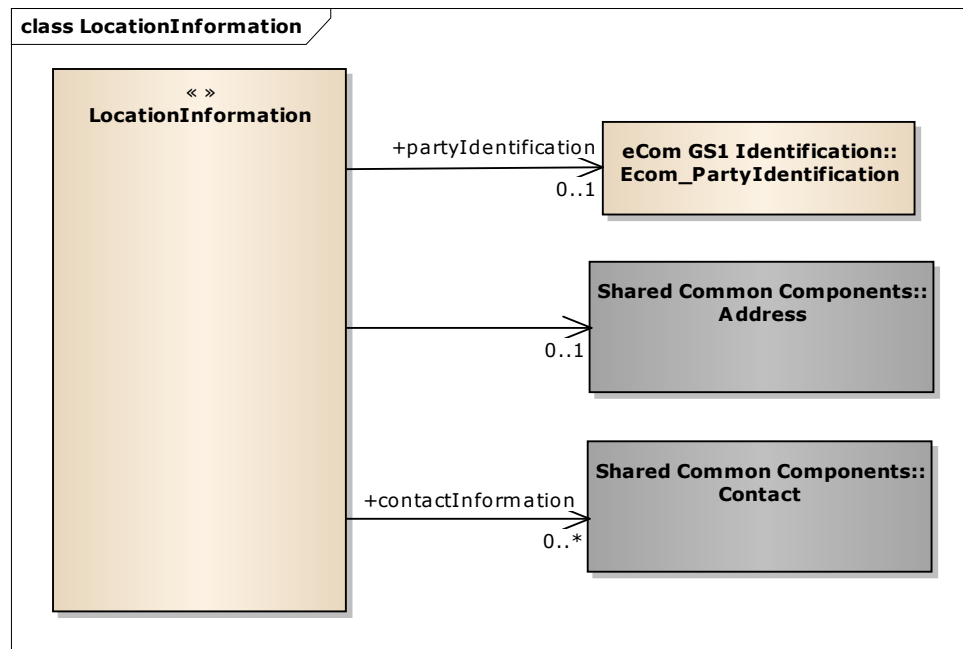 class LocationInformation
« »
LocationInformation
+partyIdentification
0..1
eCom GS1 Identification::
Ecom_PartyIdentification
0..1
Shared Common Components::
Address
+contactInformation
0..*
Shared Common Components::
Contact